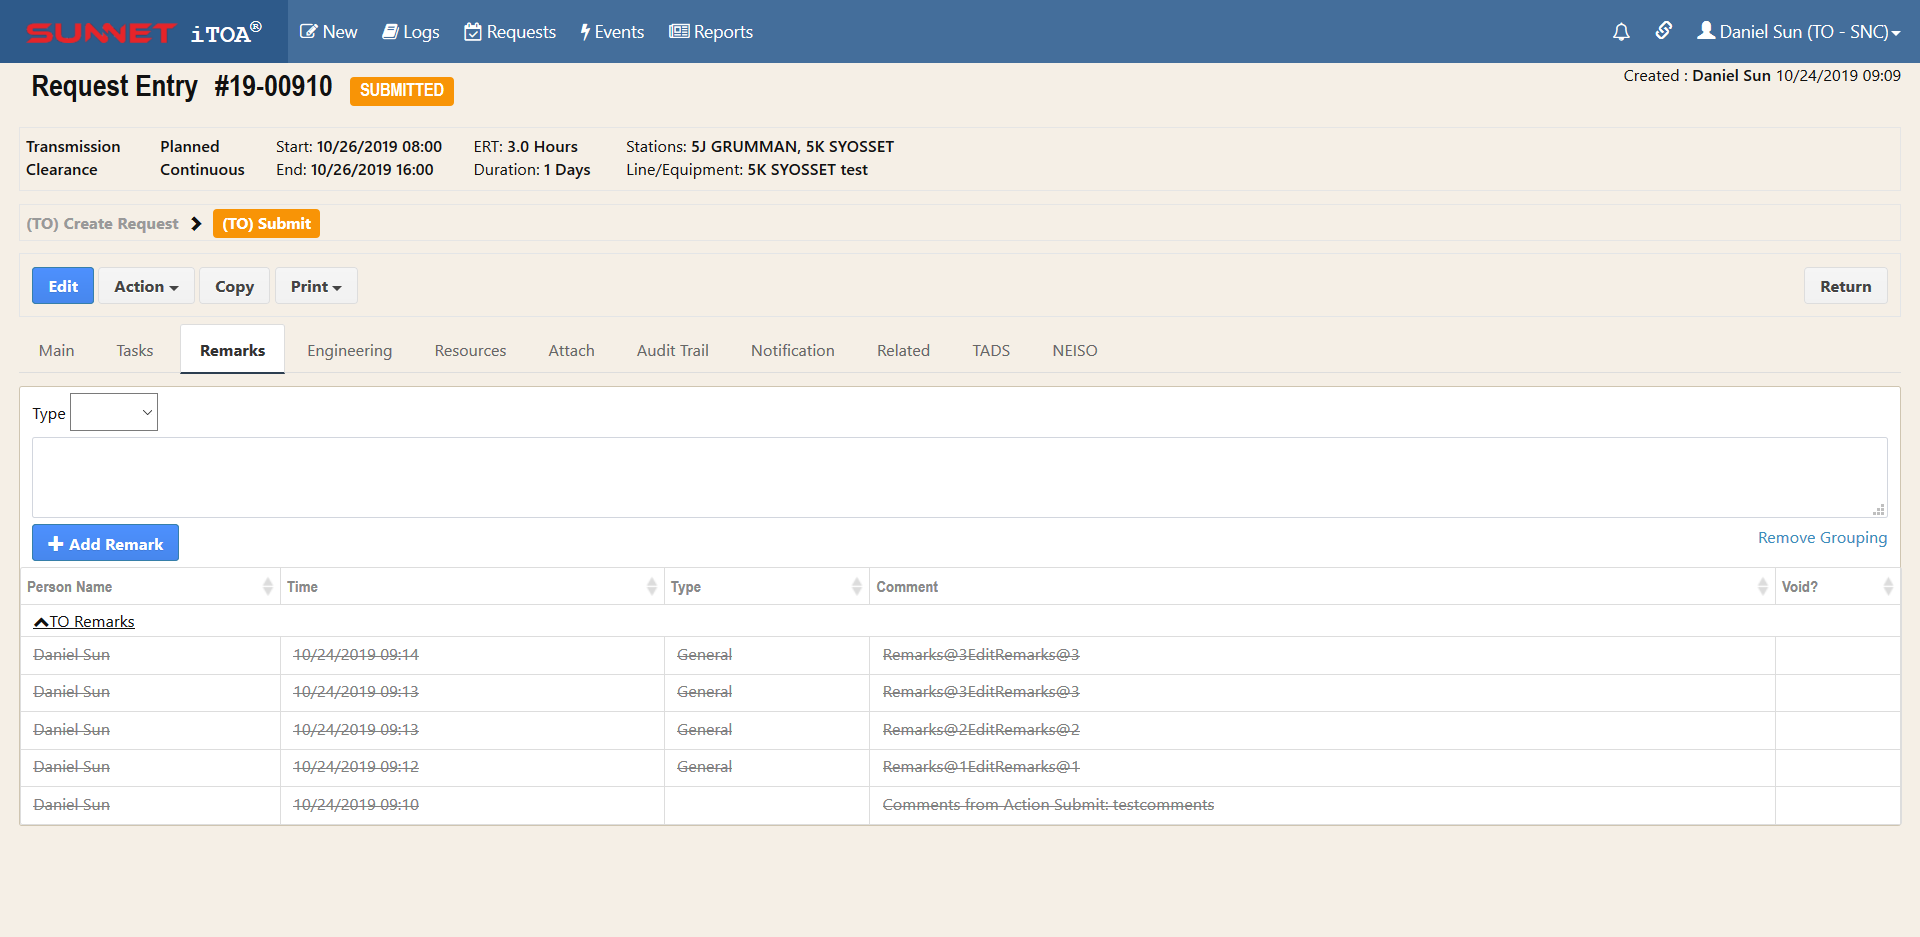 SUNNET iTOA® New Logs Requests Events Reports Daniel Sun (TO - SNC)
Request Entry #19-00910 SUBMITTED
Created : Daniel Sun 10/24/2019 09:09
Transmission Planned Start: 10/26/2019 08:00 ERT: 3.0 Hours Stations: 5J GRUMMAN, 5K SYOSSET
Clearance Continuous End: 10/26/2019 16:00 Duration: 1 Days Line/Equipment: 5K SYOSSET test
(TO) Create Request (TO) Submit
Edit Action Copy Print Return
Main Tasks Remarks Engineering Resources Attach Audit Trail Notification Related TADS NEISO
Type
Add Remark Remove Grouping
Person Name Time Type Comment Void?
TO Remarks
Daniel Sun 10/24/2019 09:14 General Remarks@3EditRemarks@3
Daniel Sun 10/24/2019 09:13 General Remarks@3EditRemarks@3
Daniel Sun 10/24/2019 09:13 General Remarks@2EditRemarks@2
Daniel Sun 10/24/2019 09:12 General Remarks@1EditRemarks@1
Daniel Sun 10/24/2019 09:10 Comments from Action Submit: testcomments